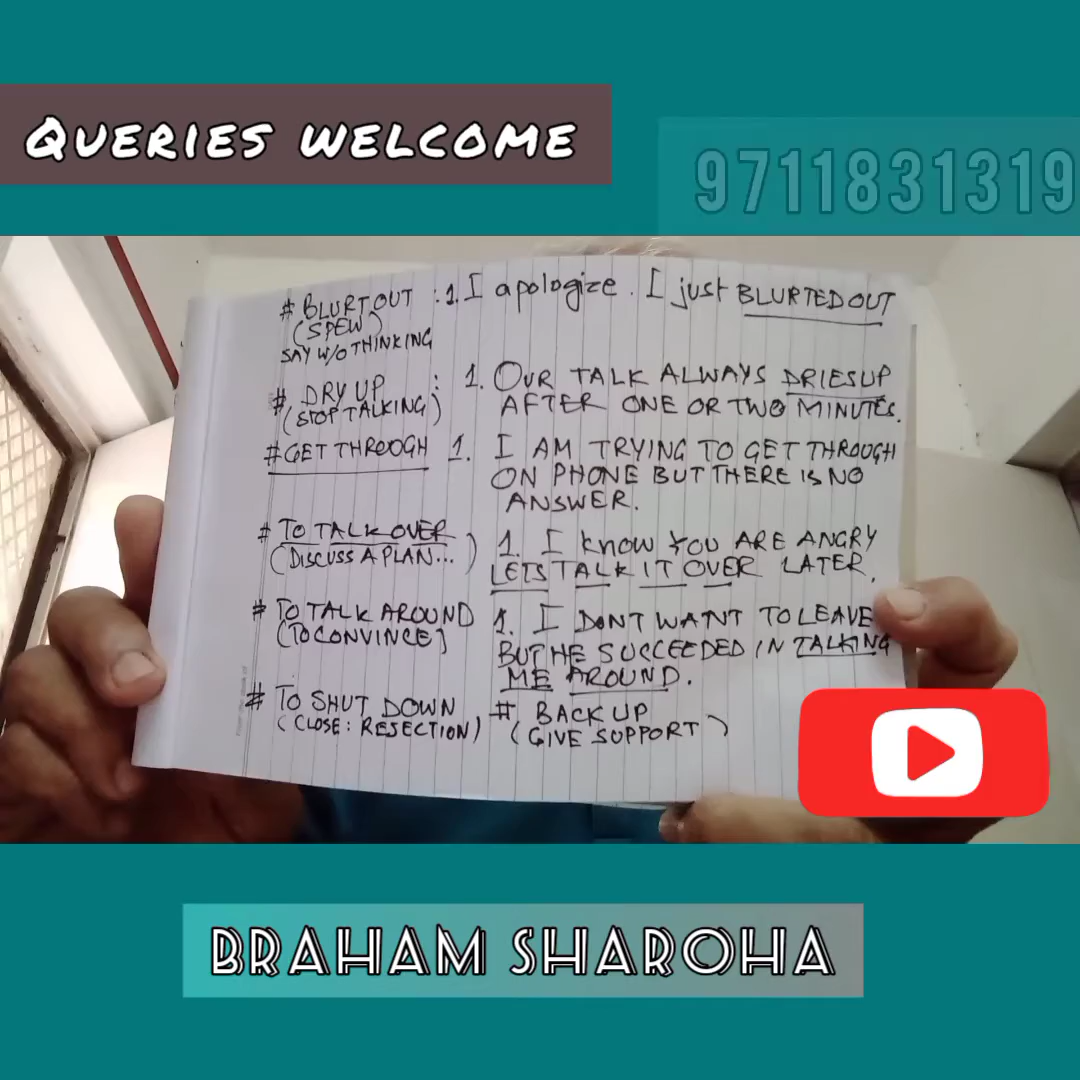 QUERIES WELCOME
9711831319
# BLURT OUT : 1. I apologize. I just BLURTED OUT
(SPEW)
SAY W/O THINKING
# DRY UP : 1. OUR TALK ALWAYS DRIES UP
(STOP TALKING) AFTER ONE OR TWO MINUTES.
# GET THROUGH 1. I AM TRYING TO GET THROUGH
ON PHONE BUT THERE IS NO
ANSWER.
# TO TALK OVER 1. I KNOW YOU ARE ANGRY
(DISCUSS A PLAN...) LETS TALK IT OVER LATER.
# TO TALK AROUND 1. I DONT WANT TO LEAVE
(TO CONVINCE) BUT HE SUCCEEDED IN TALKING
ME AROUND.
# TO SHUT DOWN # BACK UP
(CLOSE : REJECTION) (GIVE SUPPORT)
BRAHAM SHAROHA